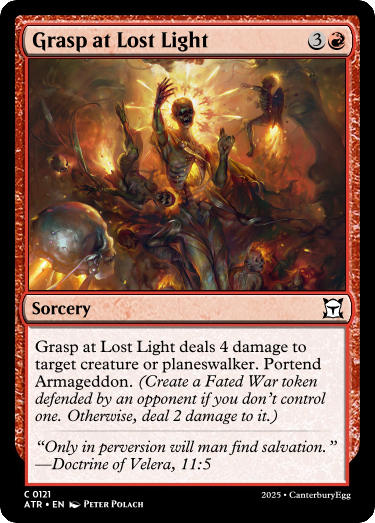 Grasp at Lost Light 3
Sorcery
Grasp at Lost Light deals 4 damage to
target creature or planeswalker. Portend
Armageddon. (Create a Fated War token
defended by an opponent if you don't control
one. Otherwise, deal 2 damage to it.)
“Only in perversion will man find salvation.”
—Doctrine of Velera, 11:5
C 0121
ATR • EN Peter Polach 2025 • CanterburyEgg